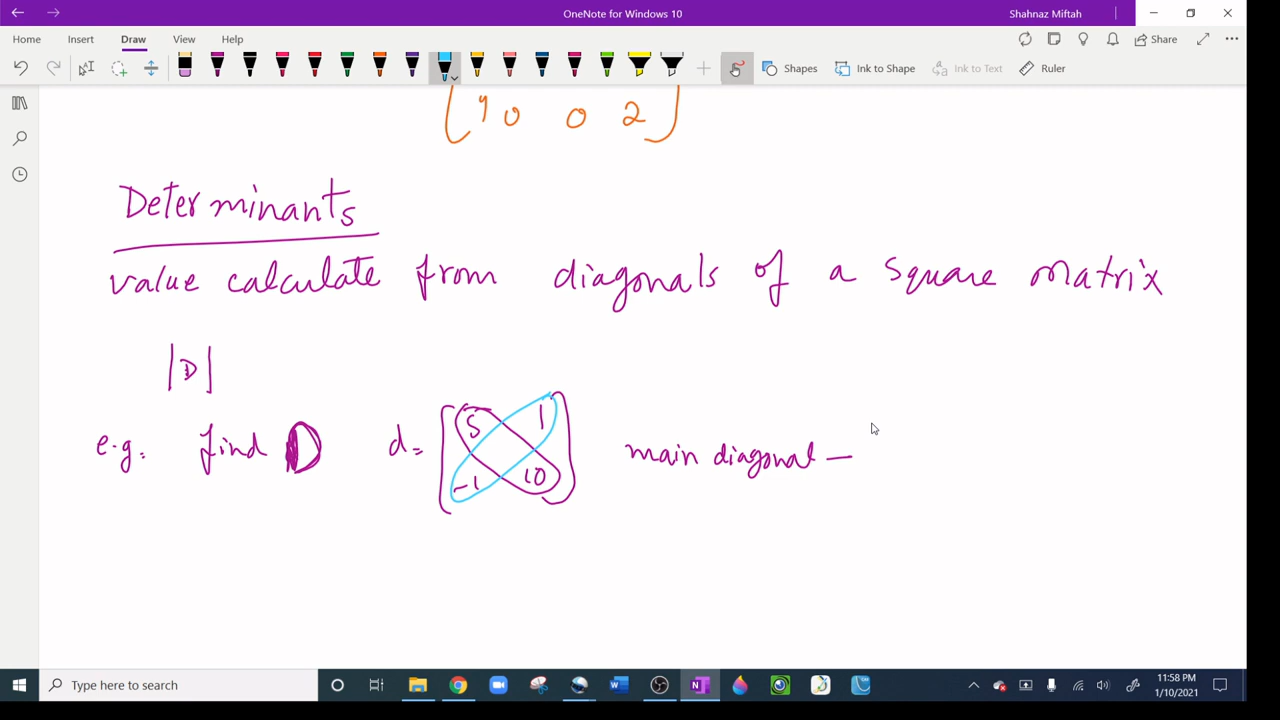 OneNote for Windows 10
Shahnaz Miftah
Home Insert Draw View Help
Share
Shapes Ink to Shape Ink to Text Ruler
0 0 2
Determinants
value calculate from diagonals of a square matrix
|D|
e.g. find D d= [5 1
-1 10] main diagonal —
Type here to search
11:58 PM
1/10/2021